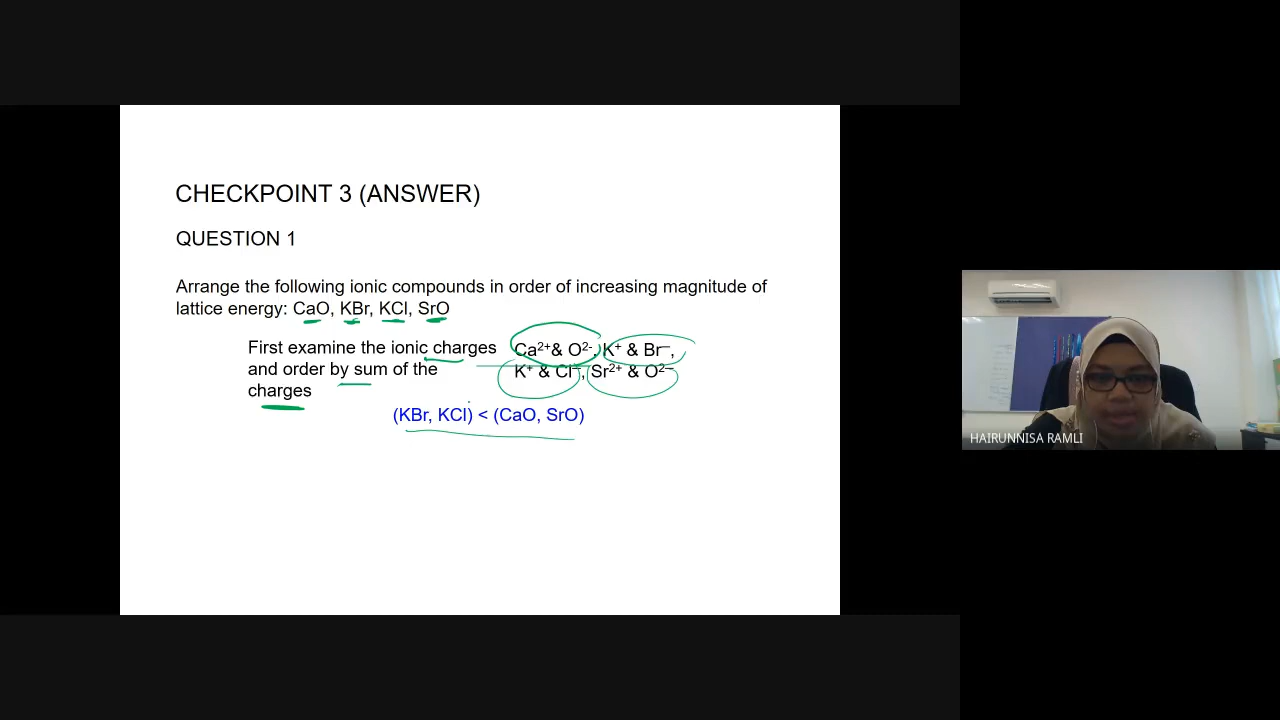 CHECKPOINT 3 (ANSWER)
QUESTION 1
Arrange the following ionic compounds in order of increasing magnitude of
lattice energy: CaO, KBr, KCl, SrO
First examine the ionic charges
and order by sum of the
charges
Ca²⁺& O²⁻, K⁺ & Br⁻,
K⁺ & Cl⁻, Sr²⁺ & O²⁻
(KBr, KCl) < (CaO, SrO)
HAIRUNNISA RAMLI